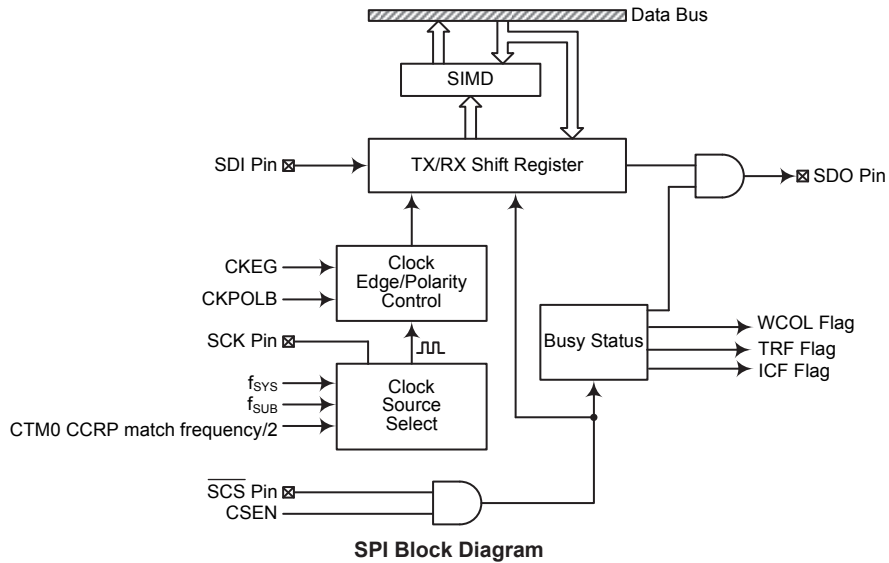 Data Bus
SIMD
SDI Pin
TX/RX Shift Register
SDO Pin
CKEG
CKPOLB
Clock
Edge/Polarity
Control
SCK Pin
Busy Status
WCOL Flag
TRF Flag
ICF Flag
fSYS
fSUB
CTM0 CCRP match frequency/2
Clock
Source
Select
SCS Pin
CSEN
SPI Block Diagram